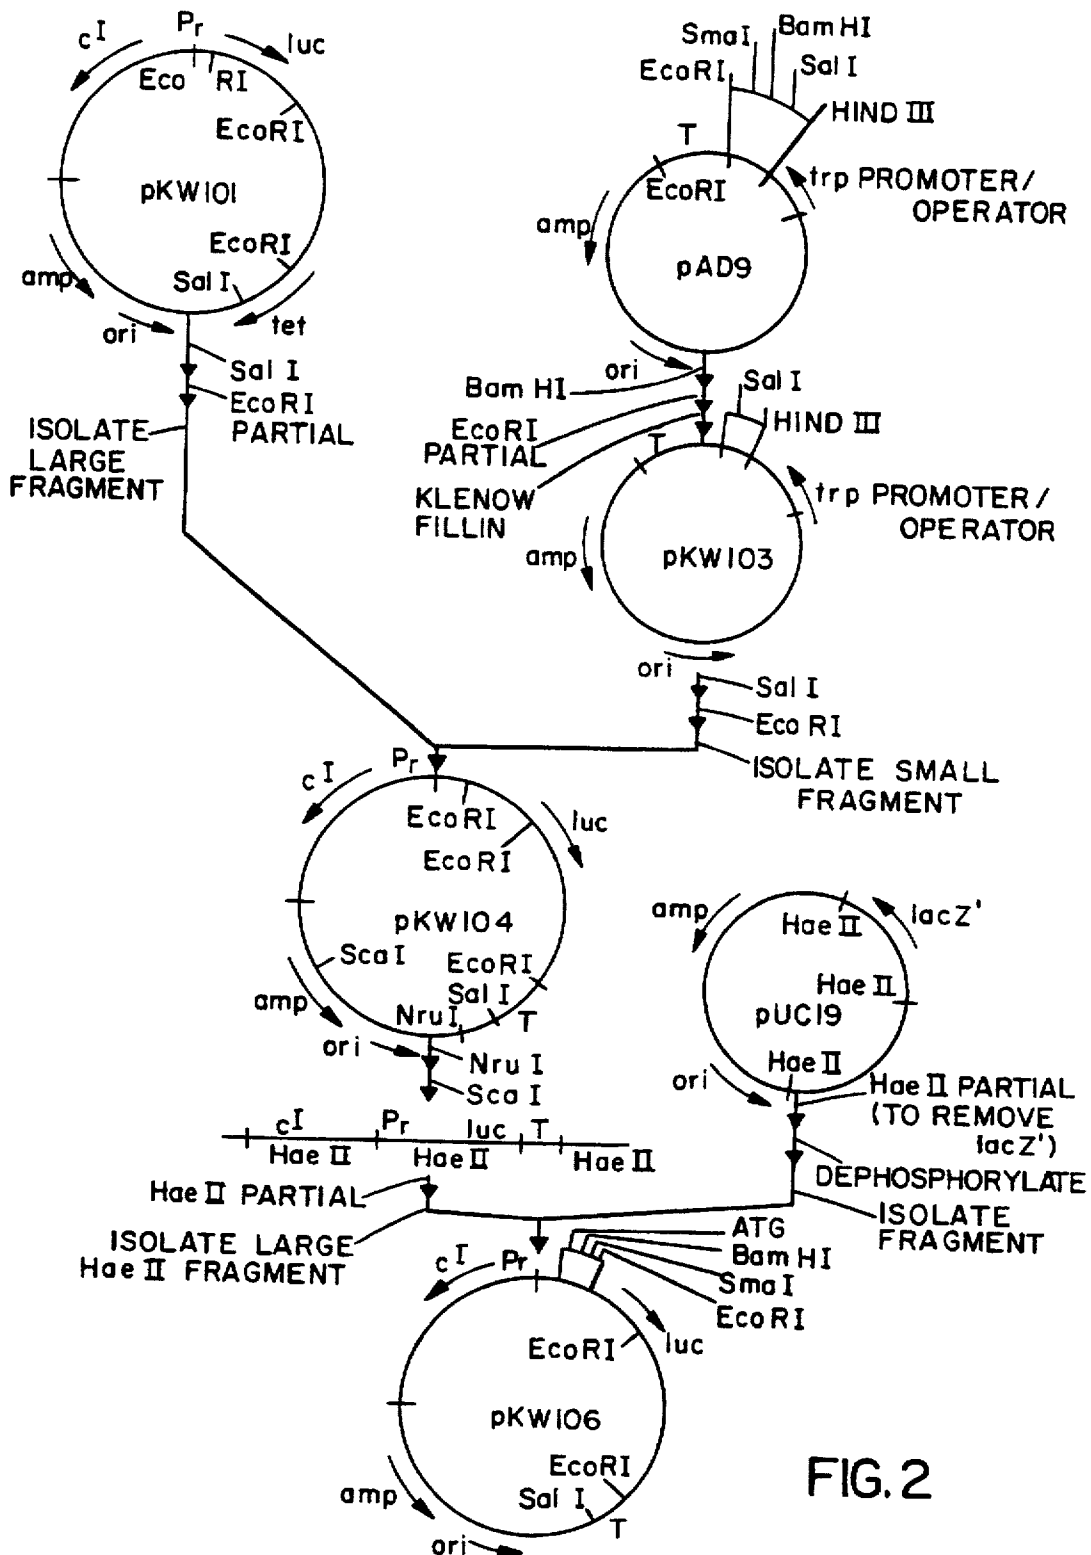 cI
Pr
luc
Eco RI
EcoRI
pKW101
EcoRI
Sal I
amp
ori
tet
Sal I
EcoRI
PARTIAL
ISOLATE
LARGE
FRAGMENT
SmaI
Bam HI
EcoRI
Sal I
HIND III
T
EcoRI
trp PROMOTER/
OPERATOR
amp
pAD9
ori
Bam HI
EcoRI
PARTIAL
KLENOW
FILLIN
Sal I
HIND III
T
trp PROMOTER/
OPERATOR
amp
pKW103
ori
Sal I
Eco RI
ISOLATE SMALL
FRAGMENT
cI
Pr
EcoRI
luc
EcoRI
pKW104
ScaI
EcoRI
Sal I
amp
NruI
T
ori
Nru I
Sca I
amp
Hae II
lacZ'
Hae II
pUC19
Hae II
ori
Hae II PARTIAL
(TO REMOVE
lacZ')
DEPHOSPHORYLATE
ISOLATE
FRAGMENT
cI Pr luc T
Hae II Hae II Hae II
Hae II PARTIAL
ISOLATE LARGE
Hae II FRAGMENT
ATG
Bam HI
SmaI
EcoRI
cI
Pr
luc
EcoRI
pKW106
EcoRI
Sal I
T
amp
ori
FIG. 2